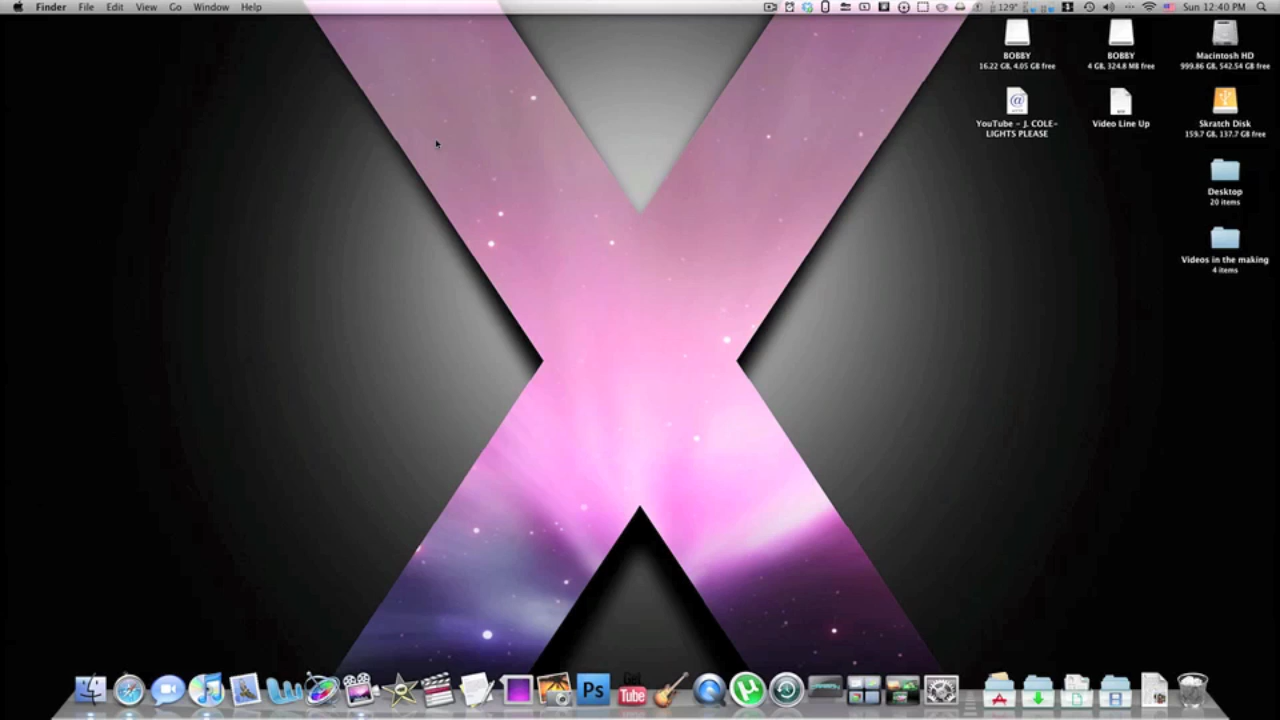 Finder File Edit View Go Window Help
129° Sun 12:40 PM
BOBBY
16.22 GB, 4.05 GB free
BOBBY
4 GB, 324.8 MB free
Macintosh HD
999.86 GB, 542.54 GB free
YouTube - J. COLE-
LIGHTS PLEASE
Video Line Up
Skratch Disk
159.7 GB, 137.7 GB free
Desktop
20 items
Videos in the making
4 items
Ps
Get
Tube